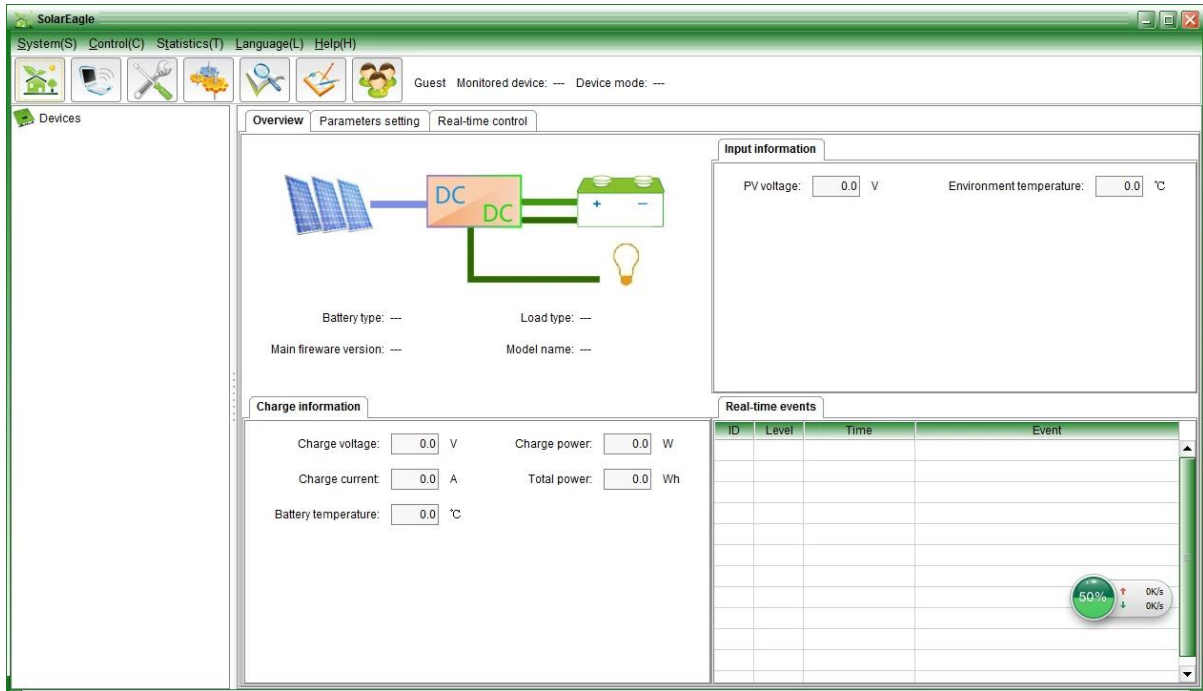 SolarEagle
System(S) Control(C) Statistics(T) Language(L) Help(H)
Guest Monitored device: --- Device mode: ---
Devices
Overview Parameters setting Real-time control
DC
DC
+ −
Battery type: --- Load type: ---
Main fireware version: --- Model name: ---
Input information
PV voltage: 0.0 V Environment temperature: 0.0 ℃
Charge information
Charge voltage: 0.0 V Charge power: 0.0 W
Charge current: 0.0 A Total power: 0.0 Wh
Battery temperature: 0.0 ℃
Real-time events
ID Level Time Event
50% ↑ 0K/s
↓ 0K/s